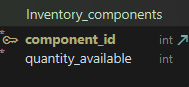 Inventory_components
* component_id int
* quantity_available int